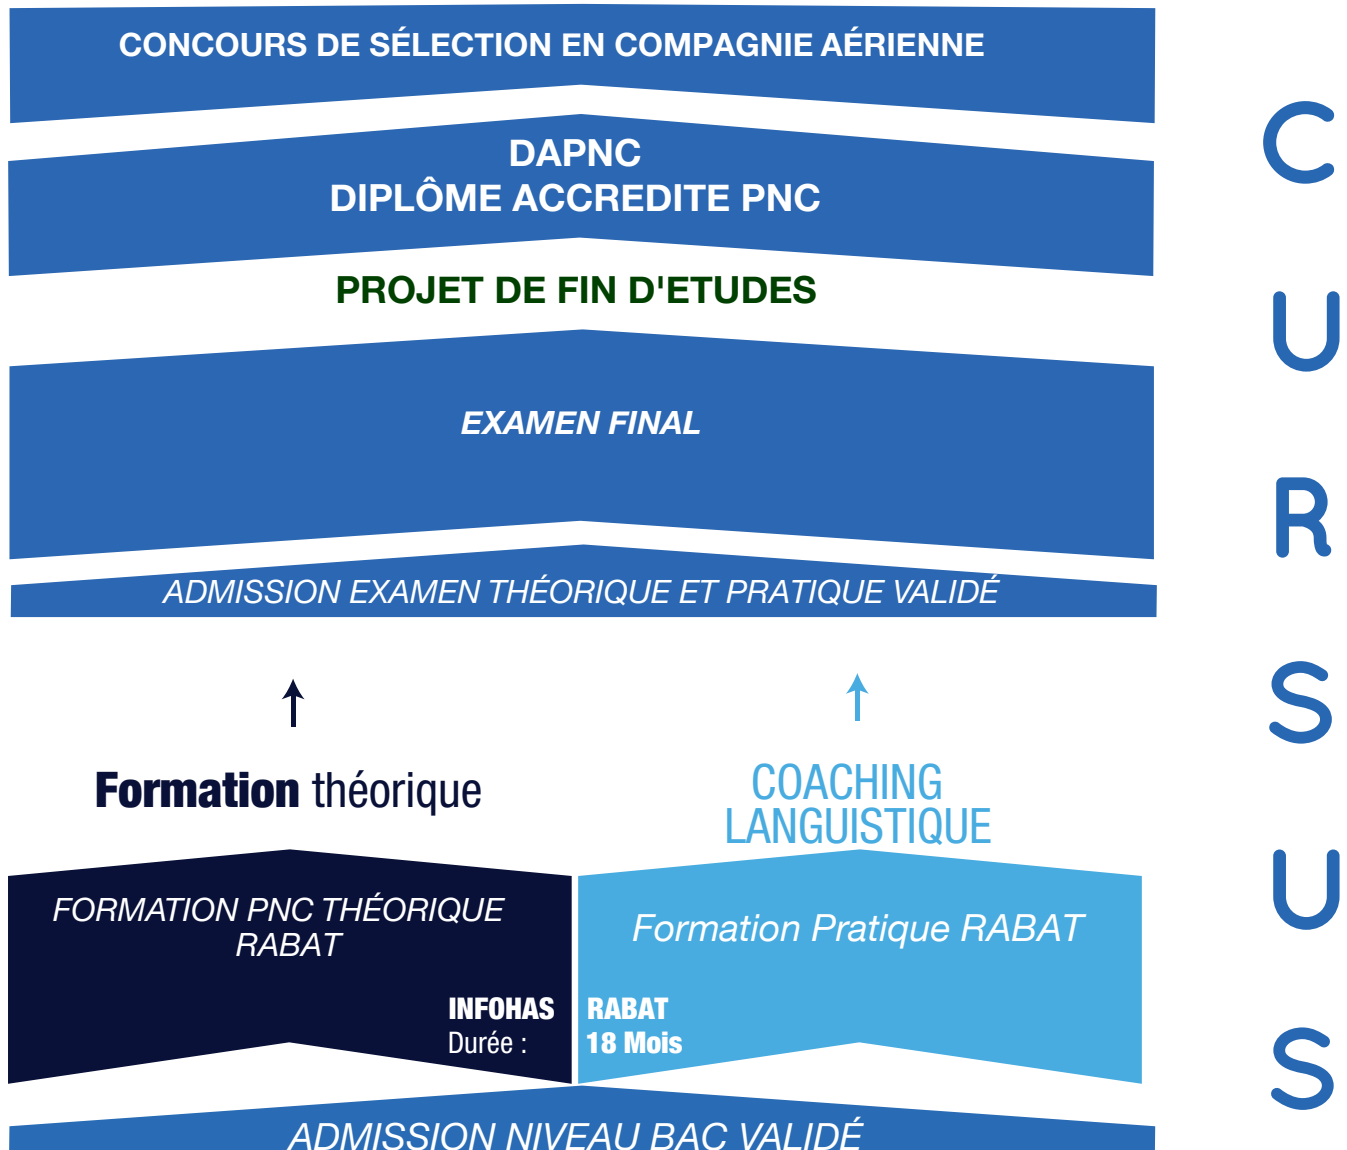 CONCOURS DE SÉLECTION EN COMPAGNIE AÉRIENNE
DAPNC
DIPLÔME ACCREDITE PNC
PROJET DE FIN D'ETUDES
EXAMEN FINAL
ADMISSION EXAMEN THÉORIQUE ET PRATIQUE VALIDÉ
Formation théorique
COACHING
LANGUISTIQUE
FORMATION PNC THÉORIQUE
RABAT
Formation Pratique RABAT
INFOHAS RABAT
Durée : 18 Mois
ADMISSION NIVEAU BAC VALIDÉ
C
U
R
S
U
S